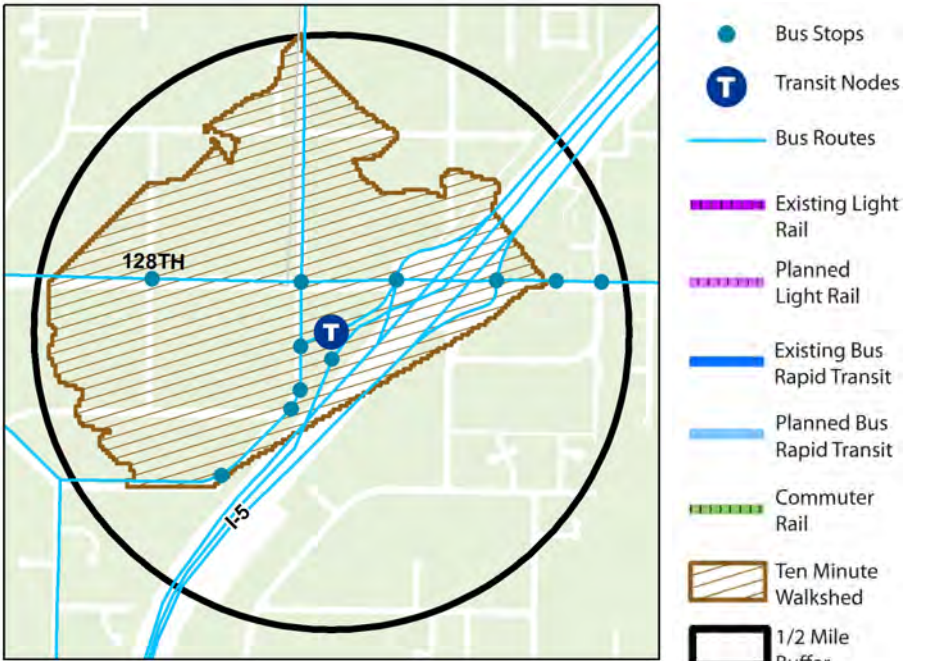 128TH
T
I-5
Bus Stops
T
Transit Nodes
Bus Routes
Existing Light
Rail
Planned
Light Rail
Existing Bus
Rapid Transit
Planned Bus
Rapid Transit
Commuter
Rail
Ten Minute
Walkshed
1/2 Mile
Buffer